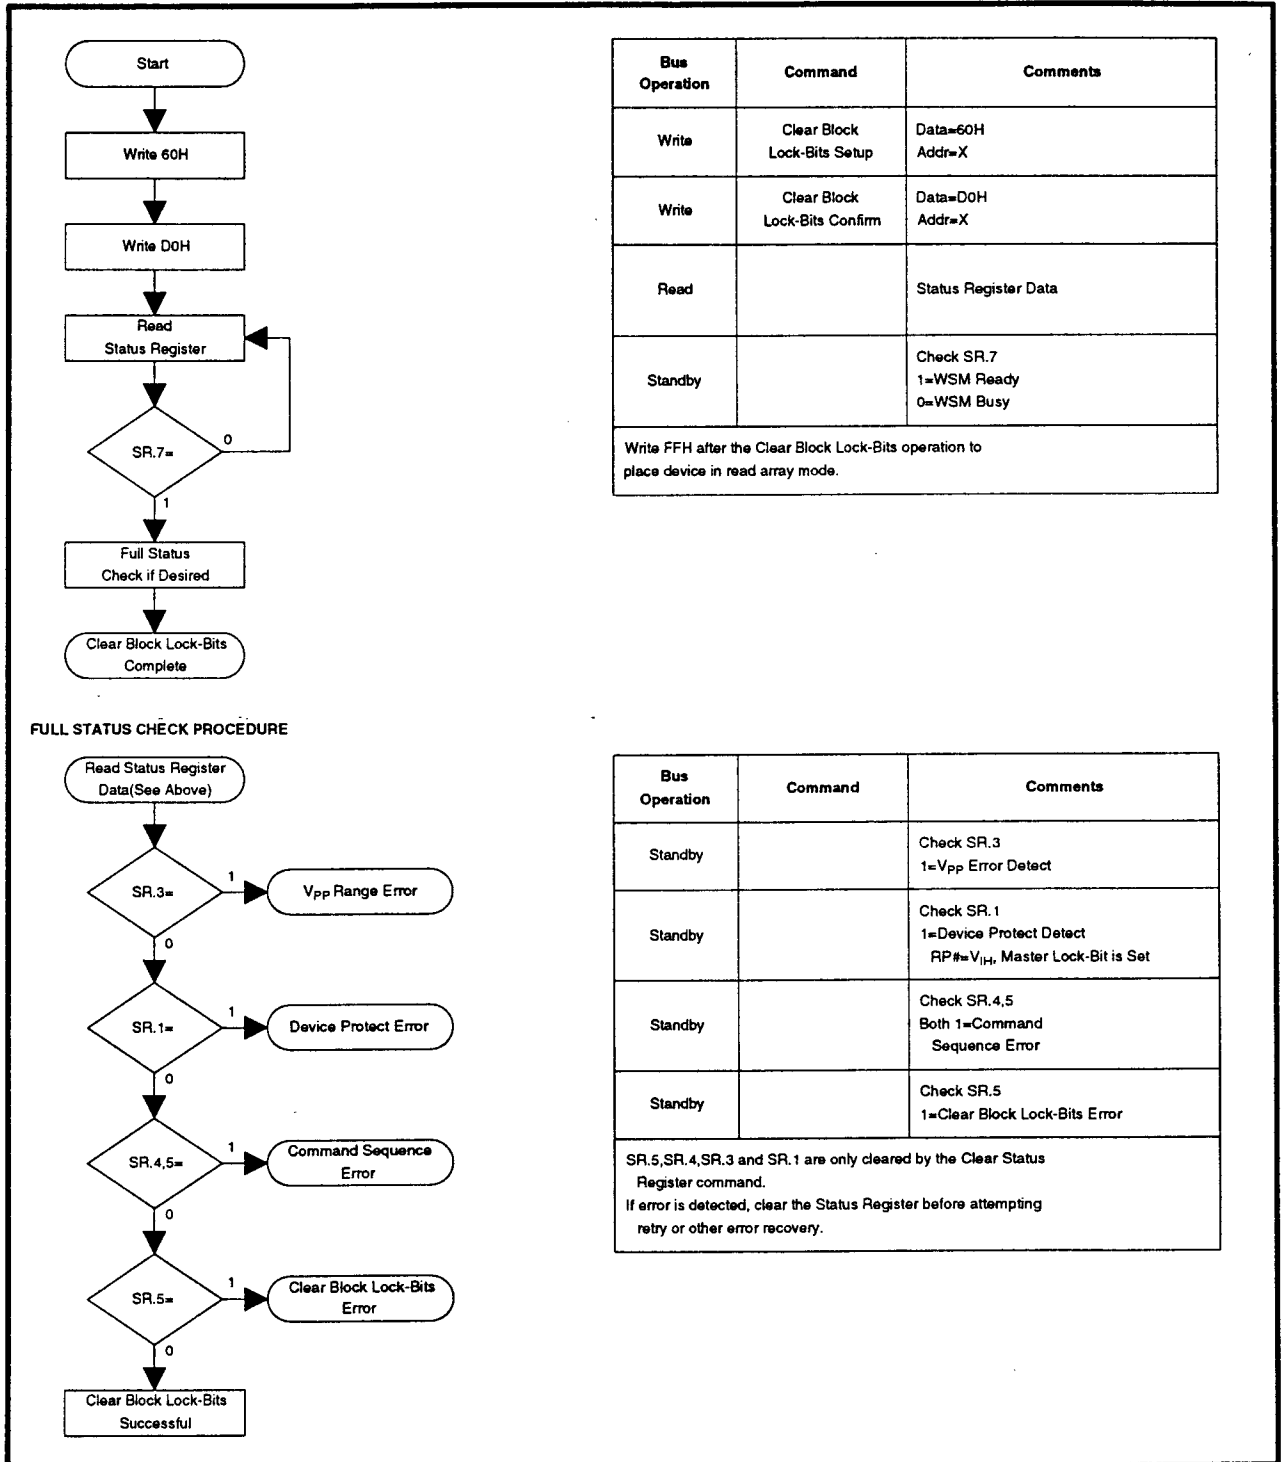 Start
Write 60H
Write D0H
Read
Status Register
SR.7=
0
1
Full Status
Check if Desired
Clear Block Lock-Bits
Complete
Bus
Operation
Command
Comments
Write
Clear Block
Lock-Bits Setup
Data=60H
Addr=X
Write
Clear Block
Lock-Bits Confirm
Data=D0H
Addr=X
Read
Status Register Data
Standby
Check SR.7
1=WSM Ready
0=WSM Busy
Write FFH after the Clear Block Lock-Bits operation to
place device in read array mode.
FULL STATUS CHECK PROCEDURE
Read Status Register
Data(See Above)
SR.3=
1
VPP Range Error
0
SR.1=
1
Device Protect Error
0
SR.4,5=
1
Command Sequence
Error
0
SR.5=
1
Clear Block Lock-Bits
Error
0
Clear Block Lock-Bits
Successful
Bus
Operation
Command
Comments
Standby
Check SR.3
1=VPP Error Detect
Standby
Check SR.1
1=Device Protect Detect
RP#=VIH, Master Lock-Bit is Set
Standby
Check SR.4,5
Both 1=Command
Sequence Error
Standby
Check SR.5
1=Clear Block Lock-Bits Error
SR.5,SR.4,SR.3 and SR.1 are only cleared by the Clear Status
Register command.
If error is detected, clear the Status Register before attempting
retry or other error recovery.